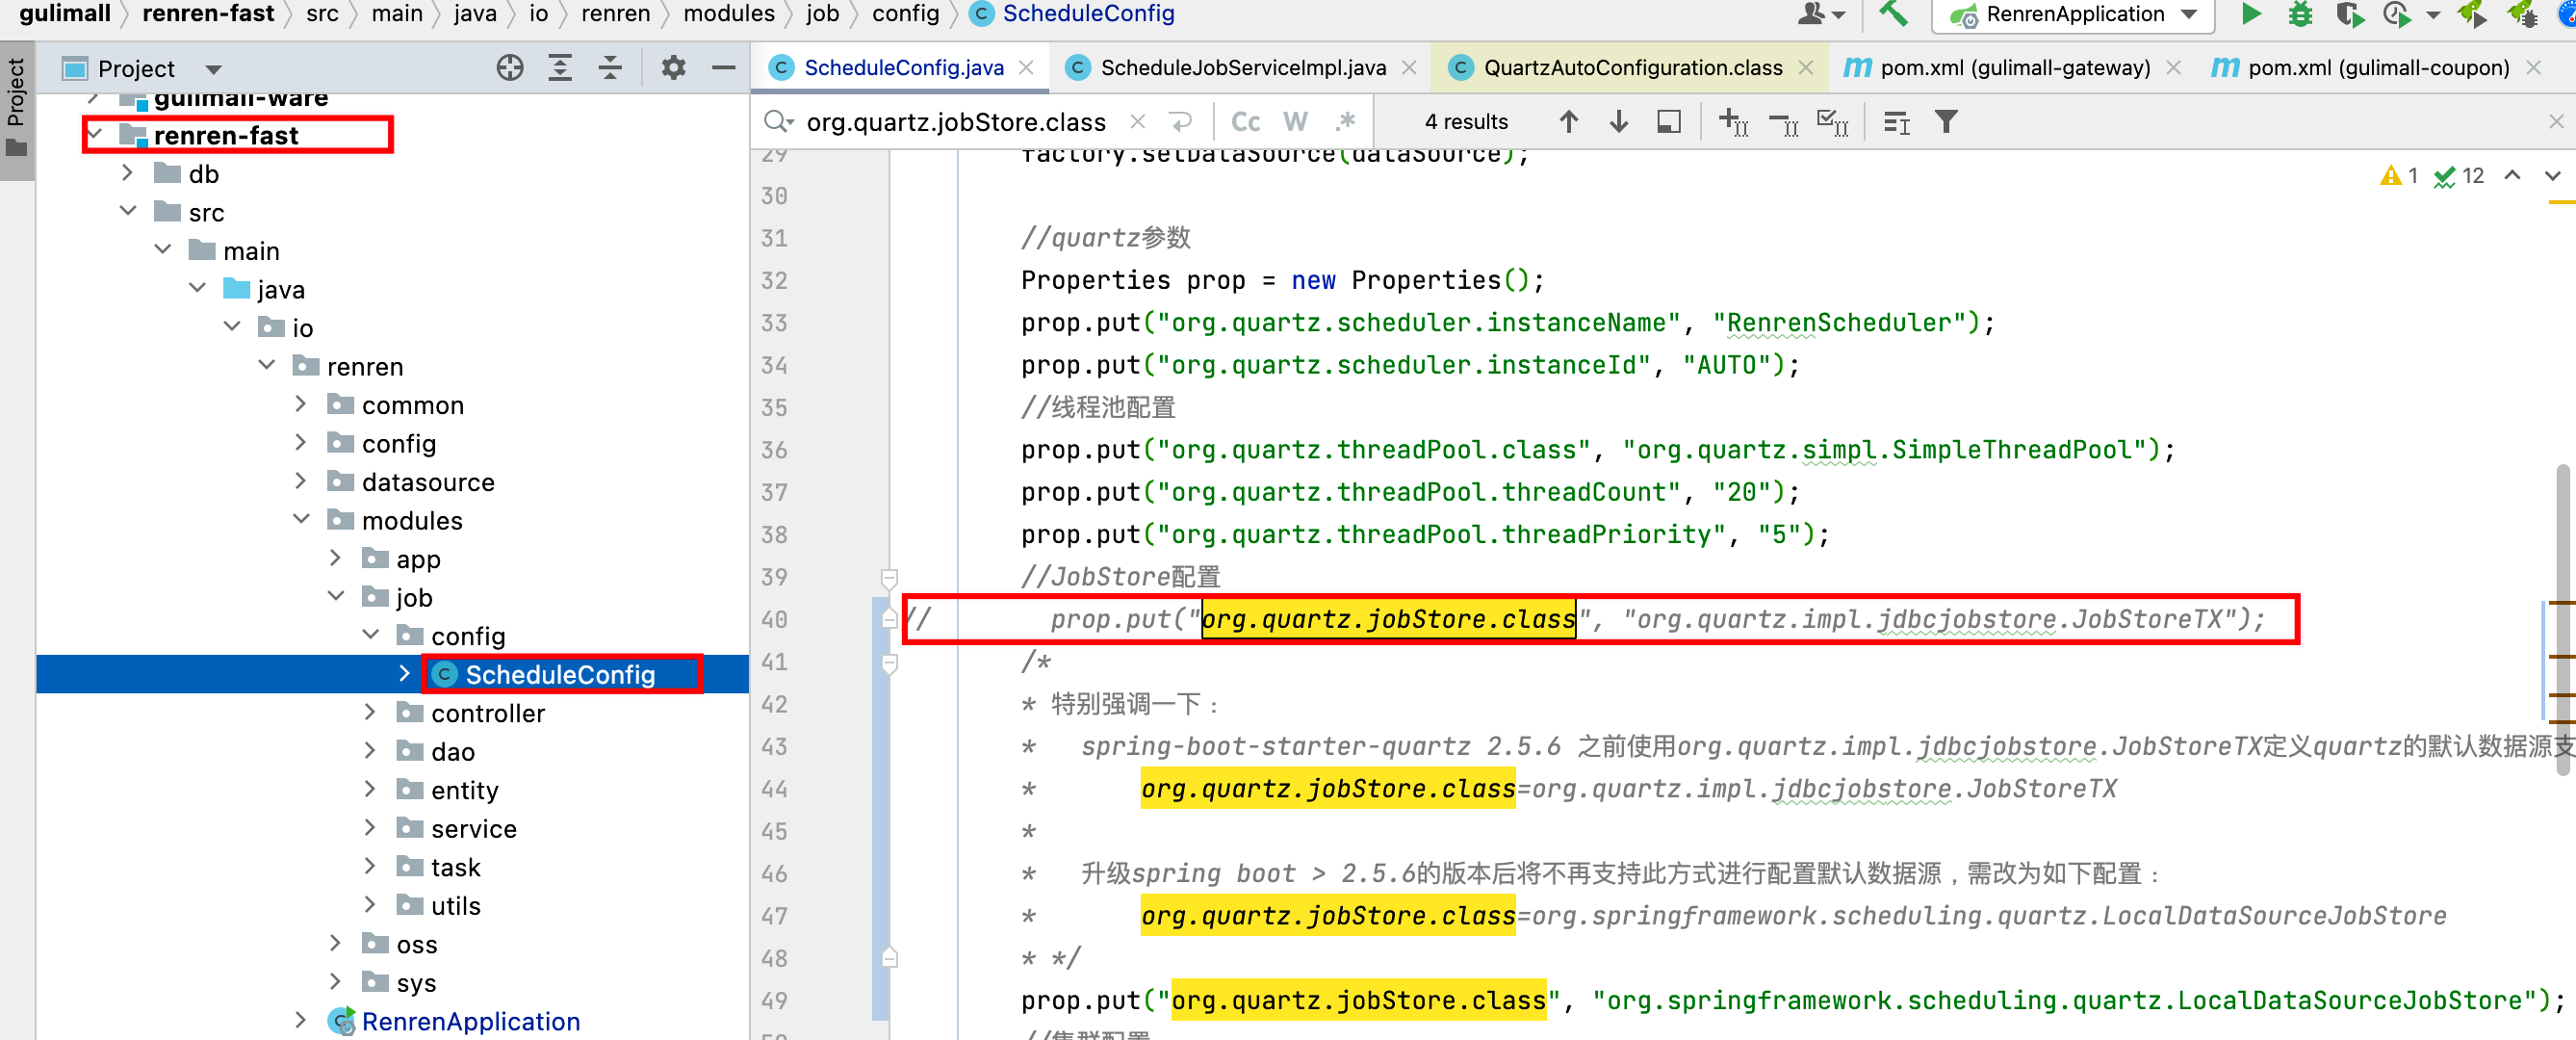 gulimall renren-fast src main java io renren modules job config ScheduleConfig
RenrenApplication
Project
Project
ScheduleConfig.java
ScheduleJobServiceImpl.java
QuartzAutoConfiguration.class
pom.xml (gulimall-gateway)
pom.xml (gulimall-coupon)
gulimall-ware
renren-fast
db
src
main
java
io
renren
common
config
datasource
modules
app
job
config
ScheduleConfig
controller
dao
entity
service
task
utils
oss
sys
RenrenApplication
org.quartz.jobStore.class
Cc W .*
4 results
1 12
29 factory.setDataSource(dataSource);
30
31 //quartz参数
32 Properties prop = new Properties();
33 prop.put("org.quartz.scheduler.instanceName", "RenrenScheduler");
34 prop.put("org.quartz.scheduler.instanceId", "AUTO");
35 //线程池配置
36 prop.put("org.quartz.threadPool.class", "org.quartz.simpl.SimpleThreadPool");
37 prop.put("org.quartz.threadPool.threadCount", "20");
38 prop.put("org.quartz.threadPool.threadPriority", "5");
39 //JobStore配置
40 // prop.put("org.quartz.jobStore.class", "org.quartz.impl.jdbcjobstore.JobStoreTX");
41 /*
42 * 特别强调一下：
43 * spring-boot-starter-quartz 2.5.6 之前使用org.quartz.impl.jdbcjobstore.JobStoreTX定义quartz的默认数据源支
44 * org.quartz.jobStore.class=org.quartz.impl.jdbcjobstore.JobStoreTX
45 *
46 * 升级spring boot > 2.5.6的版本后将不再支持此方式进行配置默认数据源，需改为如下配置：
47 * org.quartz.jobStore.class=org.springframework.scheduling.quartz.LocalDataSourceJobStore
48 * */
49 prop.put("org.quartz.jobStore.class", "org.springframework.scheduling.quartz.LocalDataSourceJobStore");
50 //集群配置